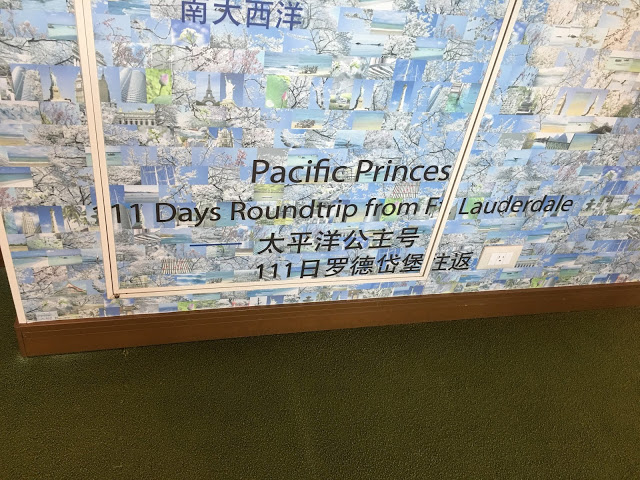 南大西洋
Pacific Princes
11 Days Roundtrip from F. Lauderdale
太平洋公主号
111日罗德岱堡往返